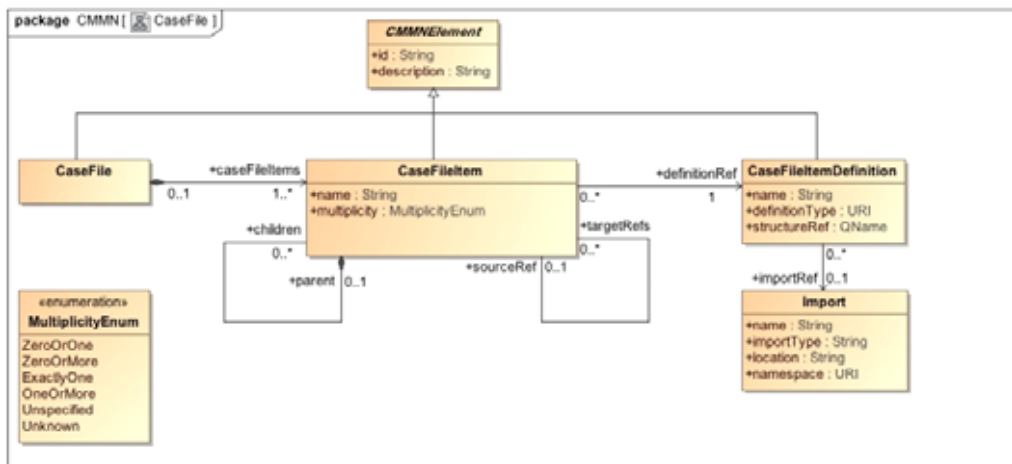 package CMMN [ CaseFile ]
CMMNElement
+id : String
+description : String
CaseFile
+caseFileItems
0..1
1..*
CaseFileItem
+name : String
+multiplicity : MultiplicityEnum
+definitionRef
0..*
1
CaseFileItemDefinition
+name : String
+definitionType : URI
+structureRef : QName
+children
0..*
+parent
0..1
+targetRefs
0..*
+sourceRef
0..1
0..*
+importRef
0..1
Import
+name : String
+importType : String
+location : String
+namespace : URI
«enumeration»
MultiplicityEnum
ZeroOrOne
ZeroOrMore
ExactlyOne
OneOrMore
Unspecified
Unknown